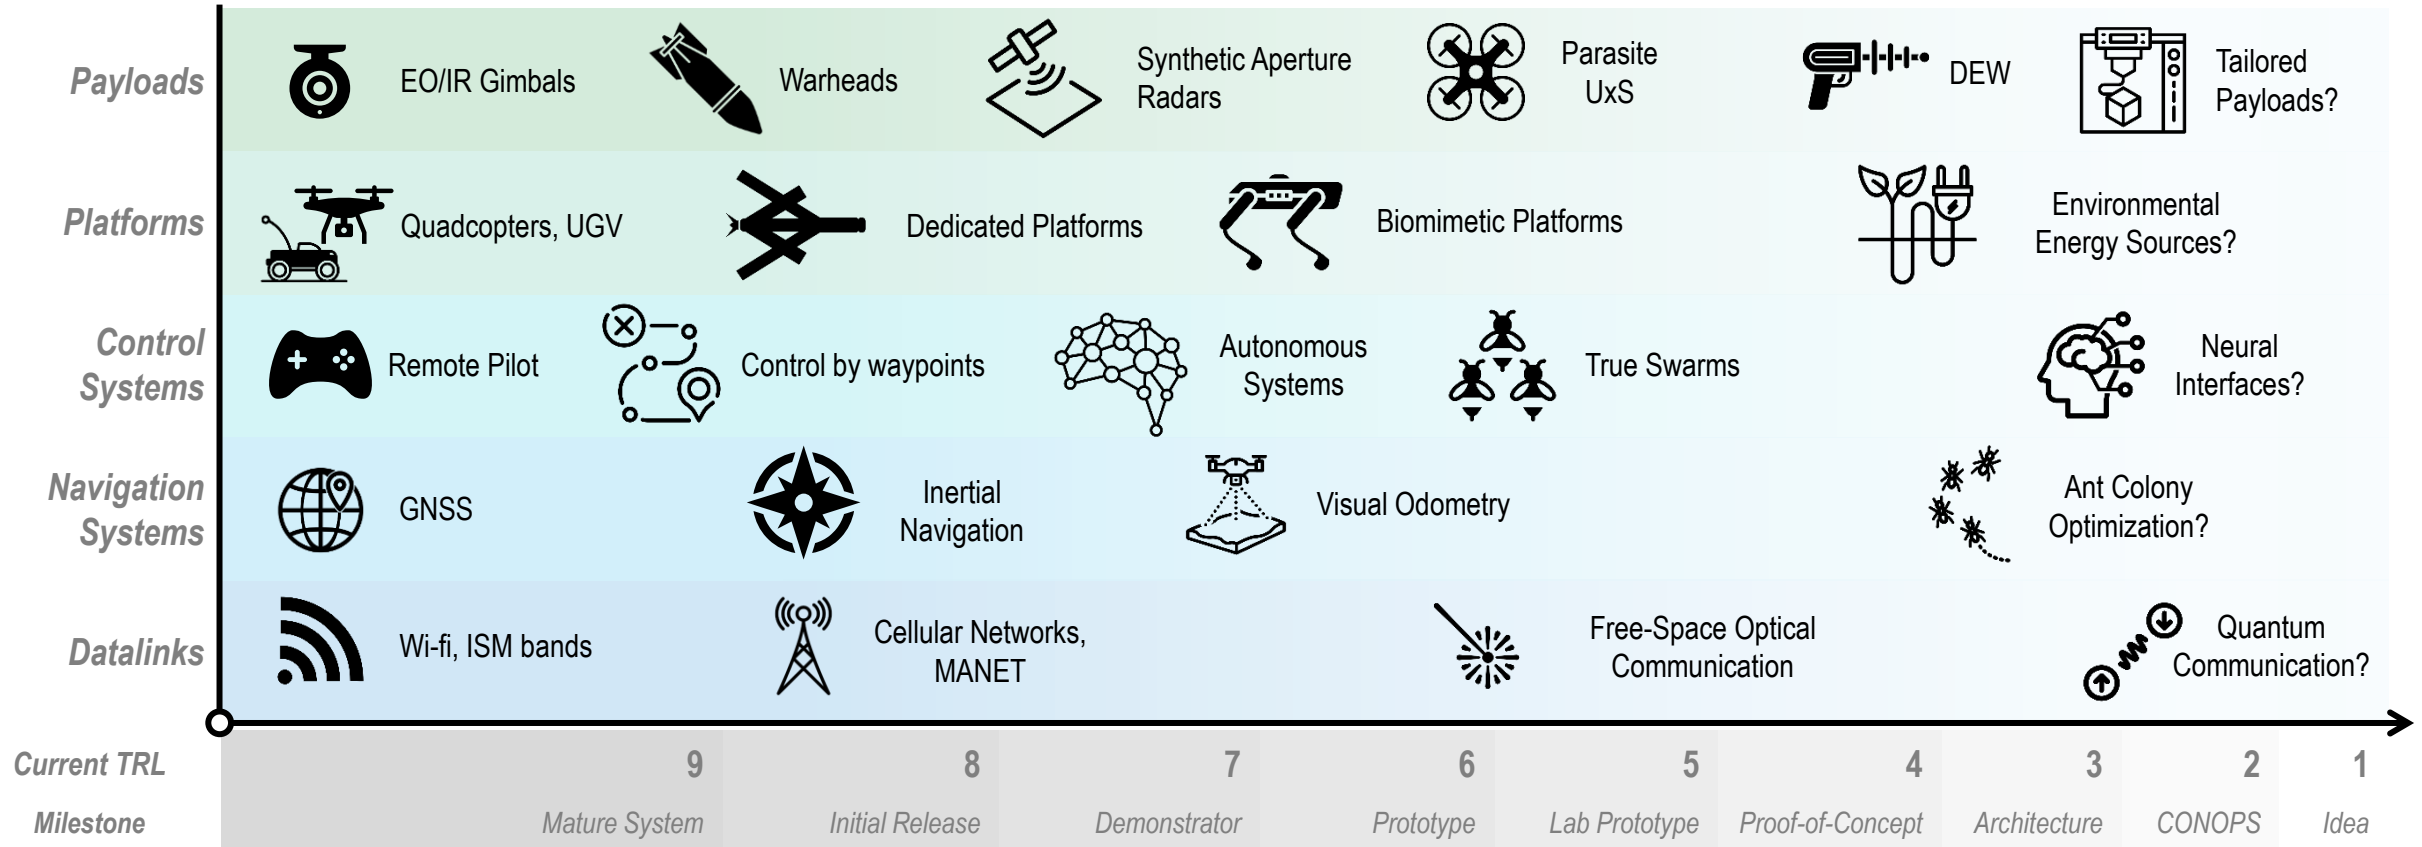 Payloads
EO/IR Gimbals
Warheads
Synthetic Aperture
Radars
Parasite
UxS
DEW
Tailored
Payloads?
Platforms
Quadcopters, UGV
Dedicated Platforms
Biomimetic Platforms
Environmental
Energy Sources?
Control
Systems
Remote Pilot
Control by waypoints
Autonomous
Systems
True Swarms
Neural
Interfaces?
Navigation
Systems
GNSS
Inertial
Navigation
Visual Odometry
Ant Colony
Optimization?
Datalinks
Wi-fi, ISM bands
Cellular Networks,
MANET
Free-Space Optical
Communication
Quantum
Communication?
Current TRL 9 8 7 6 5 4 3 2 1
Milestone Mature System Initial Release Demonstrator Prototype Lab Prototype Proof-of-Concept Architecture CONOPS Idea